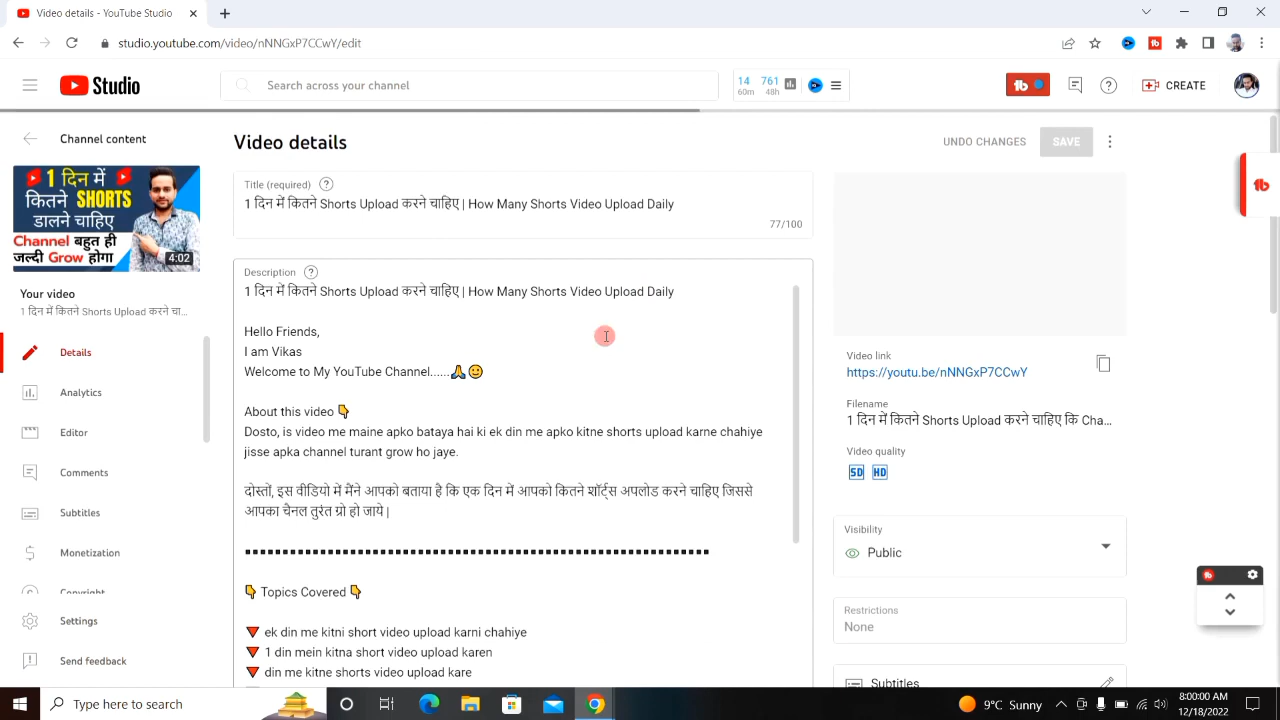 Video details - YouTube Studio
studio.youtube.com/video/nNNGxP7CCwY/edit
Studio
Search across your channel
14 761
60m 48h
CREATE
Channel content
Video details
UNDO CHANGES
SAVE
1 दिन में
कितने SHORTS
डालने चाहिए
Channel बहुत ही
जल्दी Grow होगा
4:02
Title (required)
1 दिन में कितने Shorts Upload करने चाहिए | How Many Shorts Video Upload Daily
77/100
Description
1 दिन में कितने Shorts Upload करने चाहिए | How Many Shorts Video Upload Daily
Your video
1 दिन में कितने Shorts Upload करने चा...
Hello Friends,
I am Vikas
Welcome to My YouTube Channel......🙏🙂
About this video 👇
Dosto, is video me maine apko bataya hai ki ek din me apko kitne shorts upload karne chahiye
jisse apka channel turant grow ho jaye.
दोस्तों, इस वीडियो में मैंने आपको बताया है कि एक दिन में आपको कितने शॉर्ट्स अपलोड करने चाहिए जिससे
आपका चैनल तुरंत ग्रो हो जाये |
👇 Topics Covered 👇
🔻 ek din me kitni short video upload karni chahiye
🔻 1 din mein kitna short video upload karen
🔻 din me kitne shorts video upload kare
Details
Analytics
Editor
Comments
Subtitles
Monetization
Copyright
Settings
Send feedback
Video link
https://youtu.be/nNNGxP7CCwY
Filename
1 दिन में कितने Shorts Upload करने चाहिए कि Cha...
Video quality
SD HD
Visibility
Public
Restrictions
None
Subtitles
Type here to search
9°C Sunny
8:00:00 AM
12/18/2022